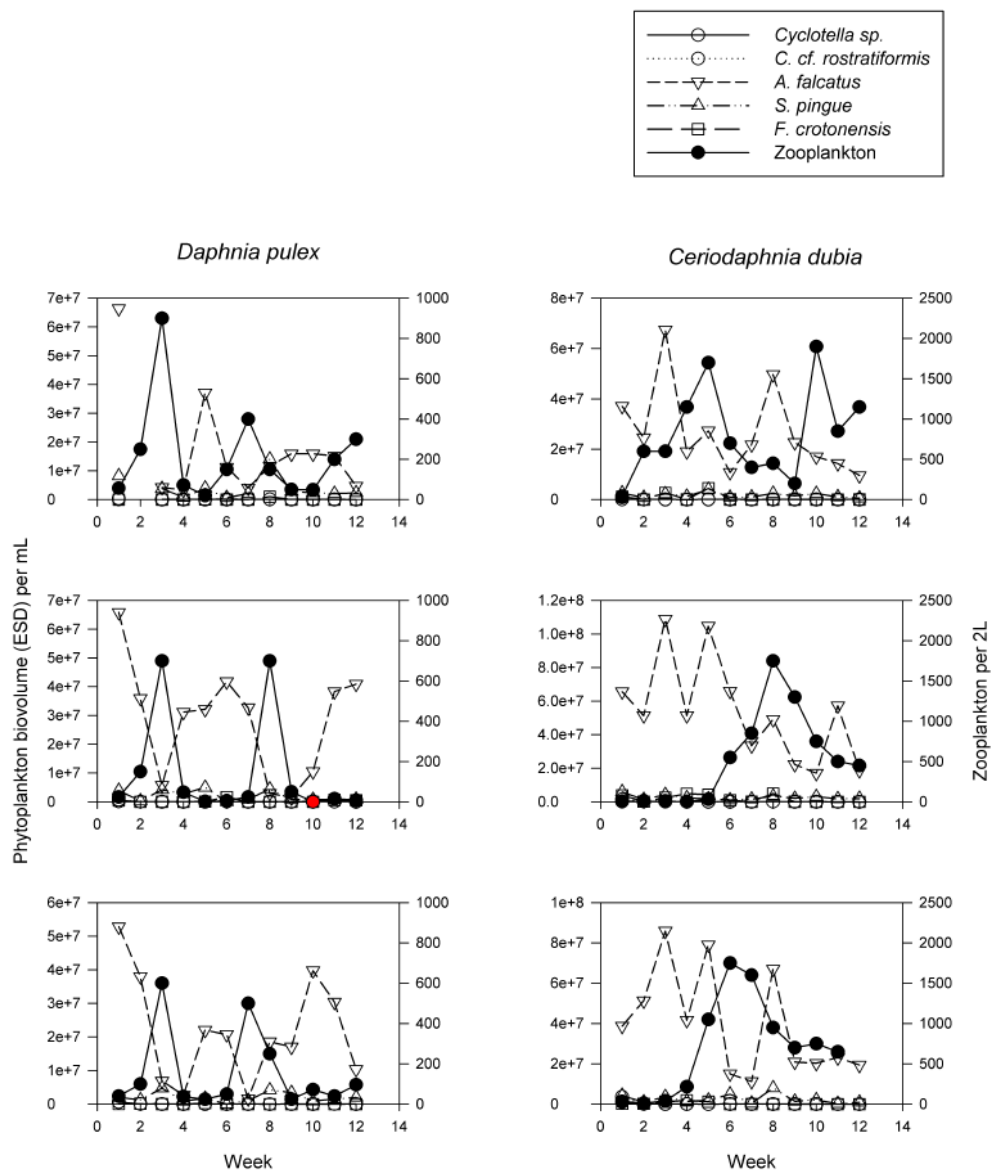 Cyclotella sp.
C. cf. rostratiformis
A. falcatus
S. pingue
F. crotonensis
Zooplankton
Daphnia pulex
Ceriodaphnia dubia
Phytoplankton biovolume (ESD) per mL
Zooplankton per 2L
7e+7
6e+7
5e+7
4e+7
3e+7
2e+7
1e+7
0
1000
800
600
400
200
0
0 2 4 6 8 10 12 14
8e+7
6e+7
4e+7
2e+7
0
2500
2000
1500
1000
500
0
0 2 4 6 8 10 12 14
7e+7
6e+7
5e+7
4e+7
3e+7
2e+7
1e+7
0
1000
800
600
400
200
0
0 2 4 6 8 10 12 14
1.2e+8
1.0e+8
8.0e+7
6.0e+7
4.0e+7
2.0e+7
0.0
2500
2000
1500
1000
500
0
0 2 4 6 8 10 12 14
6e+7
5e+7
4e+7
3e+7
2e+7
1e+7
0
1000
800
600
400
200
0
0 2 4 6 8 10 12 14
Week
1e+8
8e+7
6e+7
4e+7
2e+7
0
2500
2000
1500
1000
500
0
0 2 4 6 8 10 12 14
Week